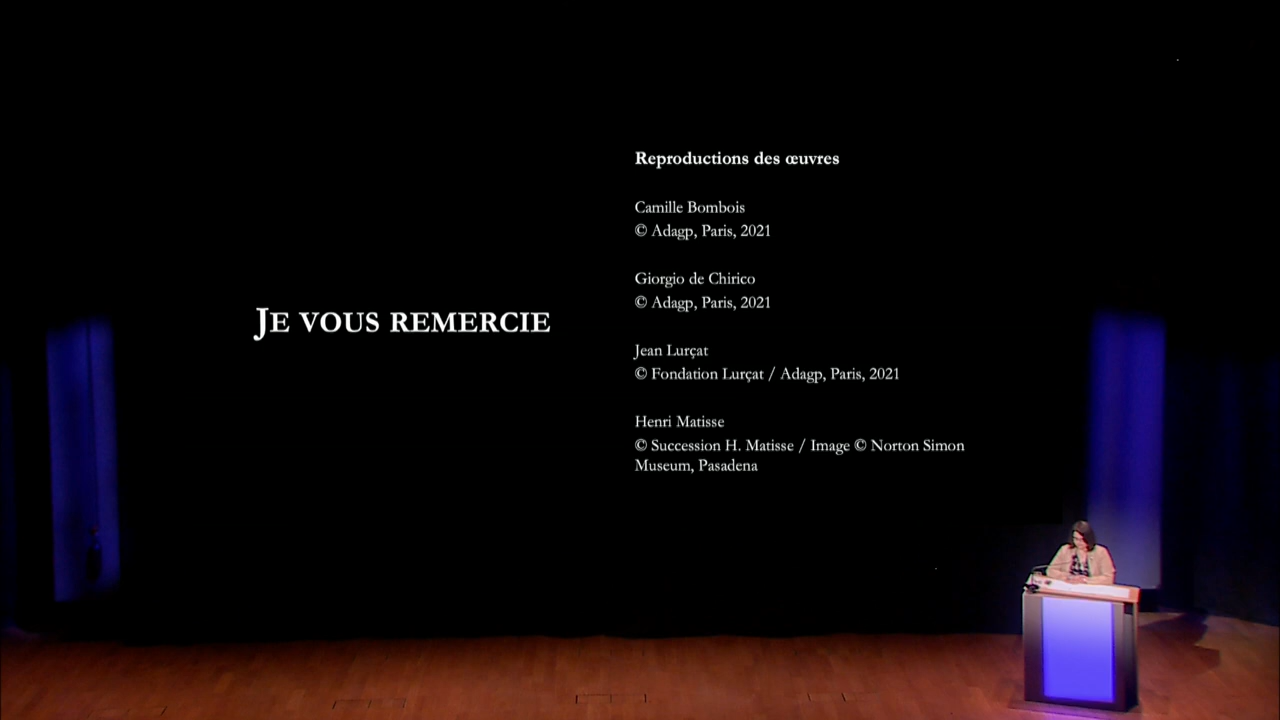 JE VOUS REMERCIE
Reproductions des œuvres
Camille Bombois
© Adagp, Paris, 2021
Giorgio de Chirico
© Adagp, Paris, 2021
Jean Lurçat
© Fondation Lurçat / Adagp, Paris, 2021
Henri Matisse
© Succession H. Matisse / Image © Norton Simon
Museum, Pasadena